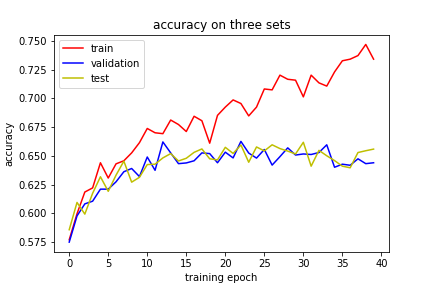 accuracy on three sets
0.750
0.725
0.700
0.675
0.650
0.625
0.600
0.575
accuracy
train
validation
test
0 5 10 15 20 25 30 35 40
training epoch